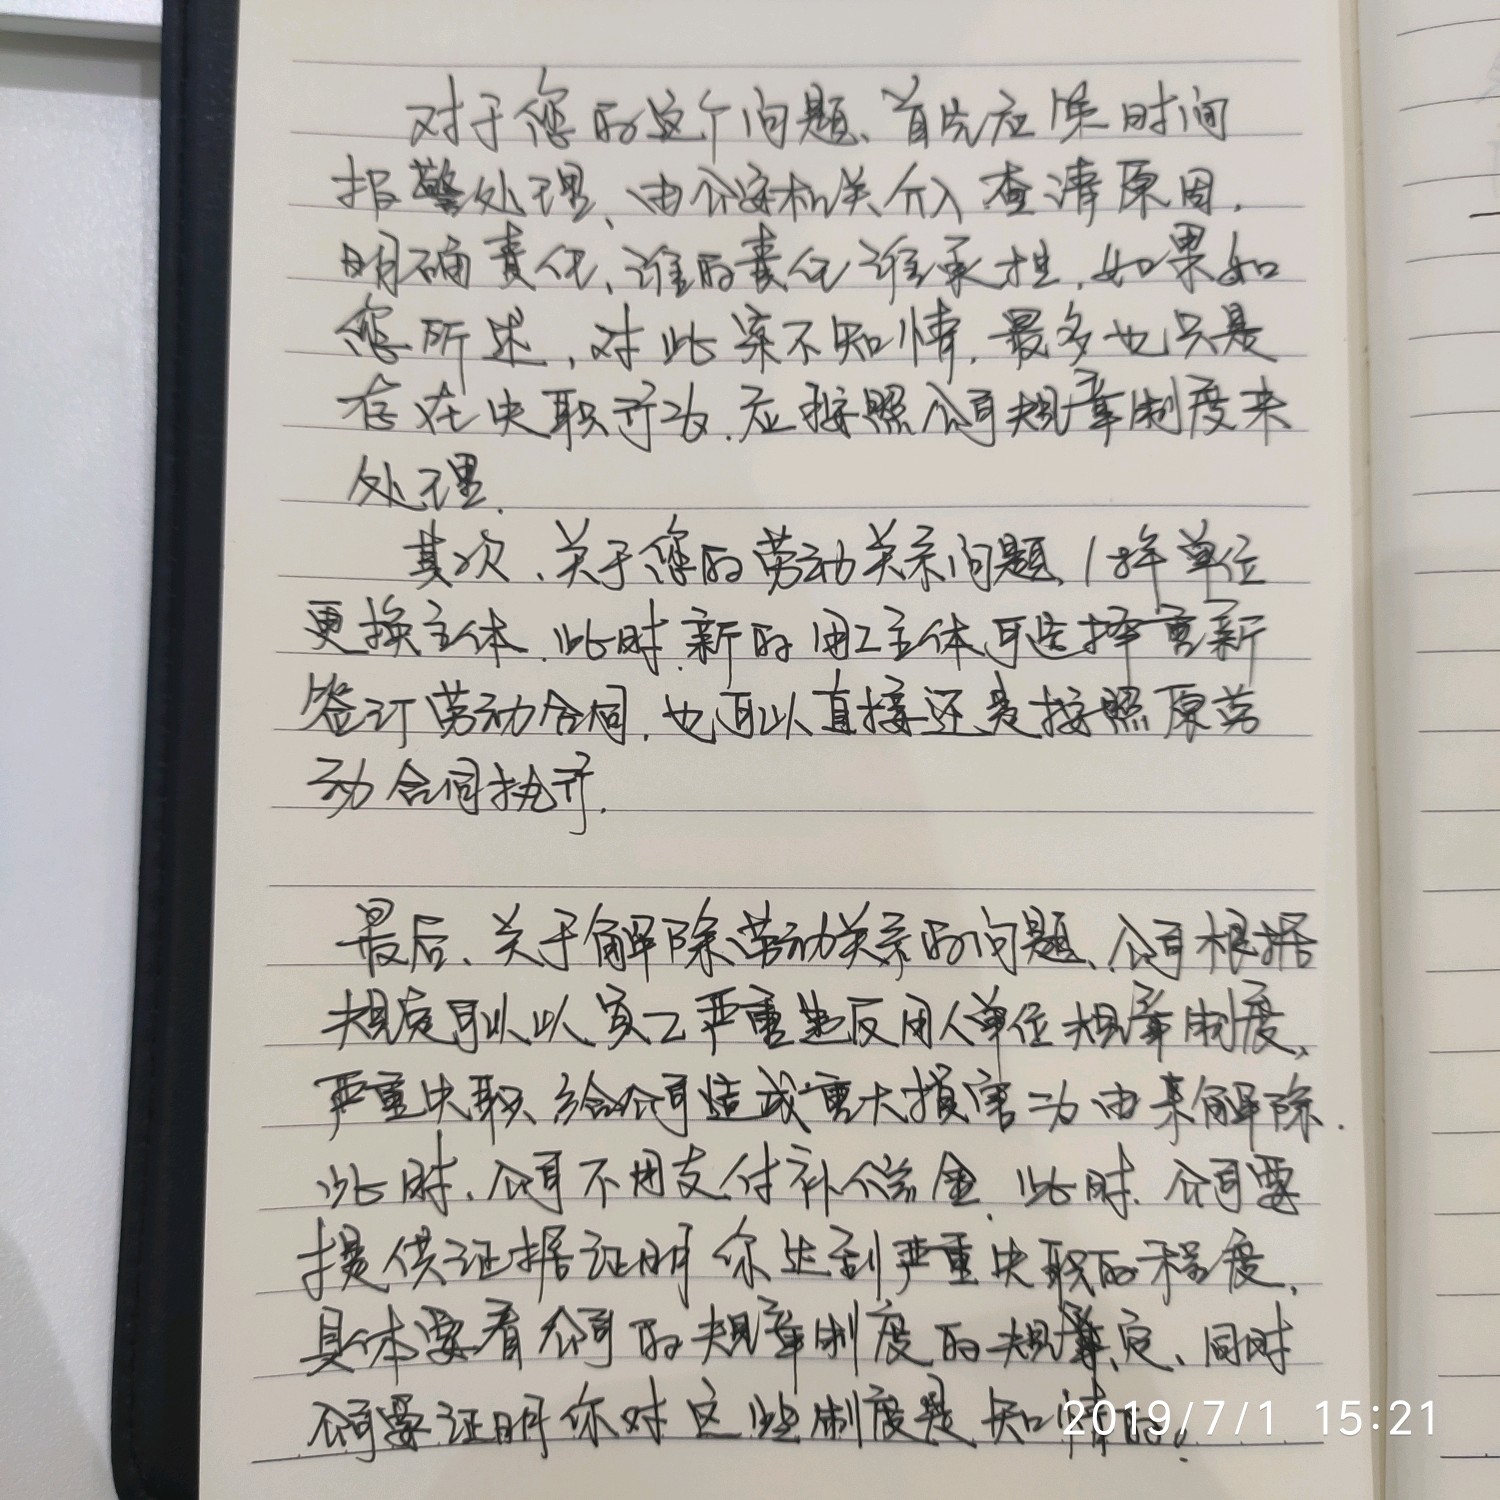 对于您的这个问题、首先应第时间
报警处理、由公安机关介入查清原因.
明确责任、谁的责任谁承担.如果如
您所述,对此案不知情.最多也只是
存在失职行为.应按照公司规章制度来
处理.
其次、关于您的劳动关系问题、1择单位
更换主体.此时.新的用工主体可选择重新
签订劳动合同.也可以直接还是按照原劳
动合同执行.
最后、关于解除劳动关系的问题、公司根据
规定可以以员工严重违反用人单位规章制度、
严重失职、给公司造成重大损害为由来解除.
此时、公司不用支付补偿金.此时.公司要
提供证据证明你达到严重失职的程度.
具体要看公司的规章制度的规定、同时
公司要证明你对这些制度是知情的.
2019/7/1 15:21